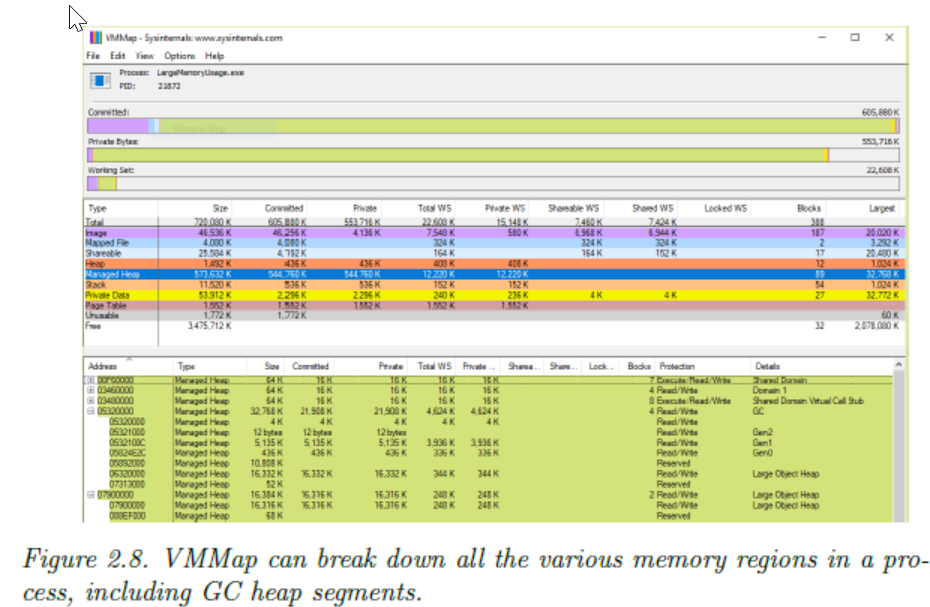 VMMap - Sysinternals: www.sysinternals.com
File Edit View Options Help
Process: LargeMemoryUsage.exe
PID: 21872
Committed: 605,880 K
Private Bytes: 553,716 K
Working Set: 22,608 K
Type Size Committed Private Total WS Private WS Shareable WS Shared WS Locked WS Blocks Largest
Total 720,080 K 605,880 K 553,716 K 22,608 K 15,148 K 7,460 K 7,424 K 388
Image 46,536 K 46,256 K 4,136 K 7,548 K 580 K 6,968 K 6,944 K 187 20,020 K
Mapped File 4,080 K 4,080 K 324 K 324 K 324 K 2 3,292 K
Shareable 25,584 K 4,192 K 164 K 164 K 152 K 17 20,480 K
Heap 1,492 K 436 K 436 K 408 K 408 K 12 1,024 K
Managed Heap 573,632 K 544,760 K 544,760 K 12,220 K 12,220 K 89 32,768 K
Stack 11,520 K 536 K 536 K 152 K 152 K 54 1,024 K
Private Data 53,912 K 2,296 K 2,296 K 240 K 236 K 4 K 4 K 27 32,772 K
Page Table 1,552 K 1,552 K 1,552 K 1,552 K 1,552 K
Unusable 1,772 K 1,772 K 60 K
Free 3,475,712 K 32 2,078,080 K
Address Type Size Committed Private Total WS Private ... Sharea... Share... Lock... Blocks Protection Details
00F60000 Managed Heap 64 K 16 K 16 K 16 K 16 K 7 Execute/Read/Write Shared Domain
03460000 Managed Heap 64 K 16 K 16 K 16 K 16 K 4 Read/Write Domain 1
03480000 Managed Heap 64 K 16 K 16 K 16 K 16 K 8 Execute/Read/Write Shared Domain Virtual Call Stub
05320000 Managed Heap 32,768 K 21,908 K 21,908 K 4,624 K 4,624 K 4 Read/Write GC
05320000 Managed Heap 4 K 4 K 4 K 4 K 4 K Read/Write
05321000 Managed Heap 12 bytes 12 bytes 12 bytes Read/Write Gen2
0532100C Managed Heap 5,135 K 5,135 K 5,135 K 3,936 K 3,936 K Read/Write Gen1
05824E2C Managed Heap 436 K 436 K 436 K 336 K 336 K Read/Write Gen0
05892000 Managed Heap 10,808 K Reserved
06320000 Managed Heap 16,332 K 16,332 K 16,332 K 344 K 344 K Read/Write Large Object Heap
07313000 Managed Heap 52 K Reserved
07900000 Managed Heap 16,384 K 16,316 K 16,316 K 248 K 248 K 2 Read/Write Large Object Heap
07900000 Managed Heap 16,316 K 16,316 K 16,316 K 248 K 248 K Read/Write Large Object Heap
088EF000 Managed Heap 68 K Reserved
Figure 2.8. VMMap can break down all the various memory regions in a pro-
cess, including GC heap segments.